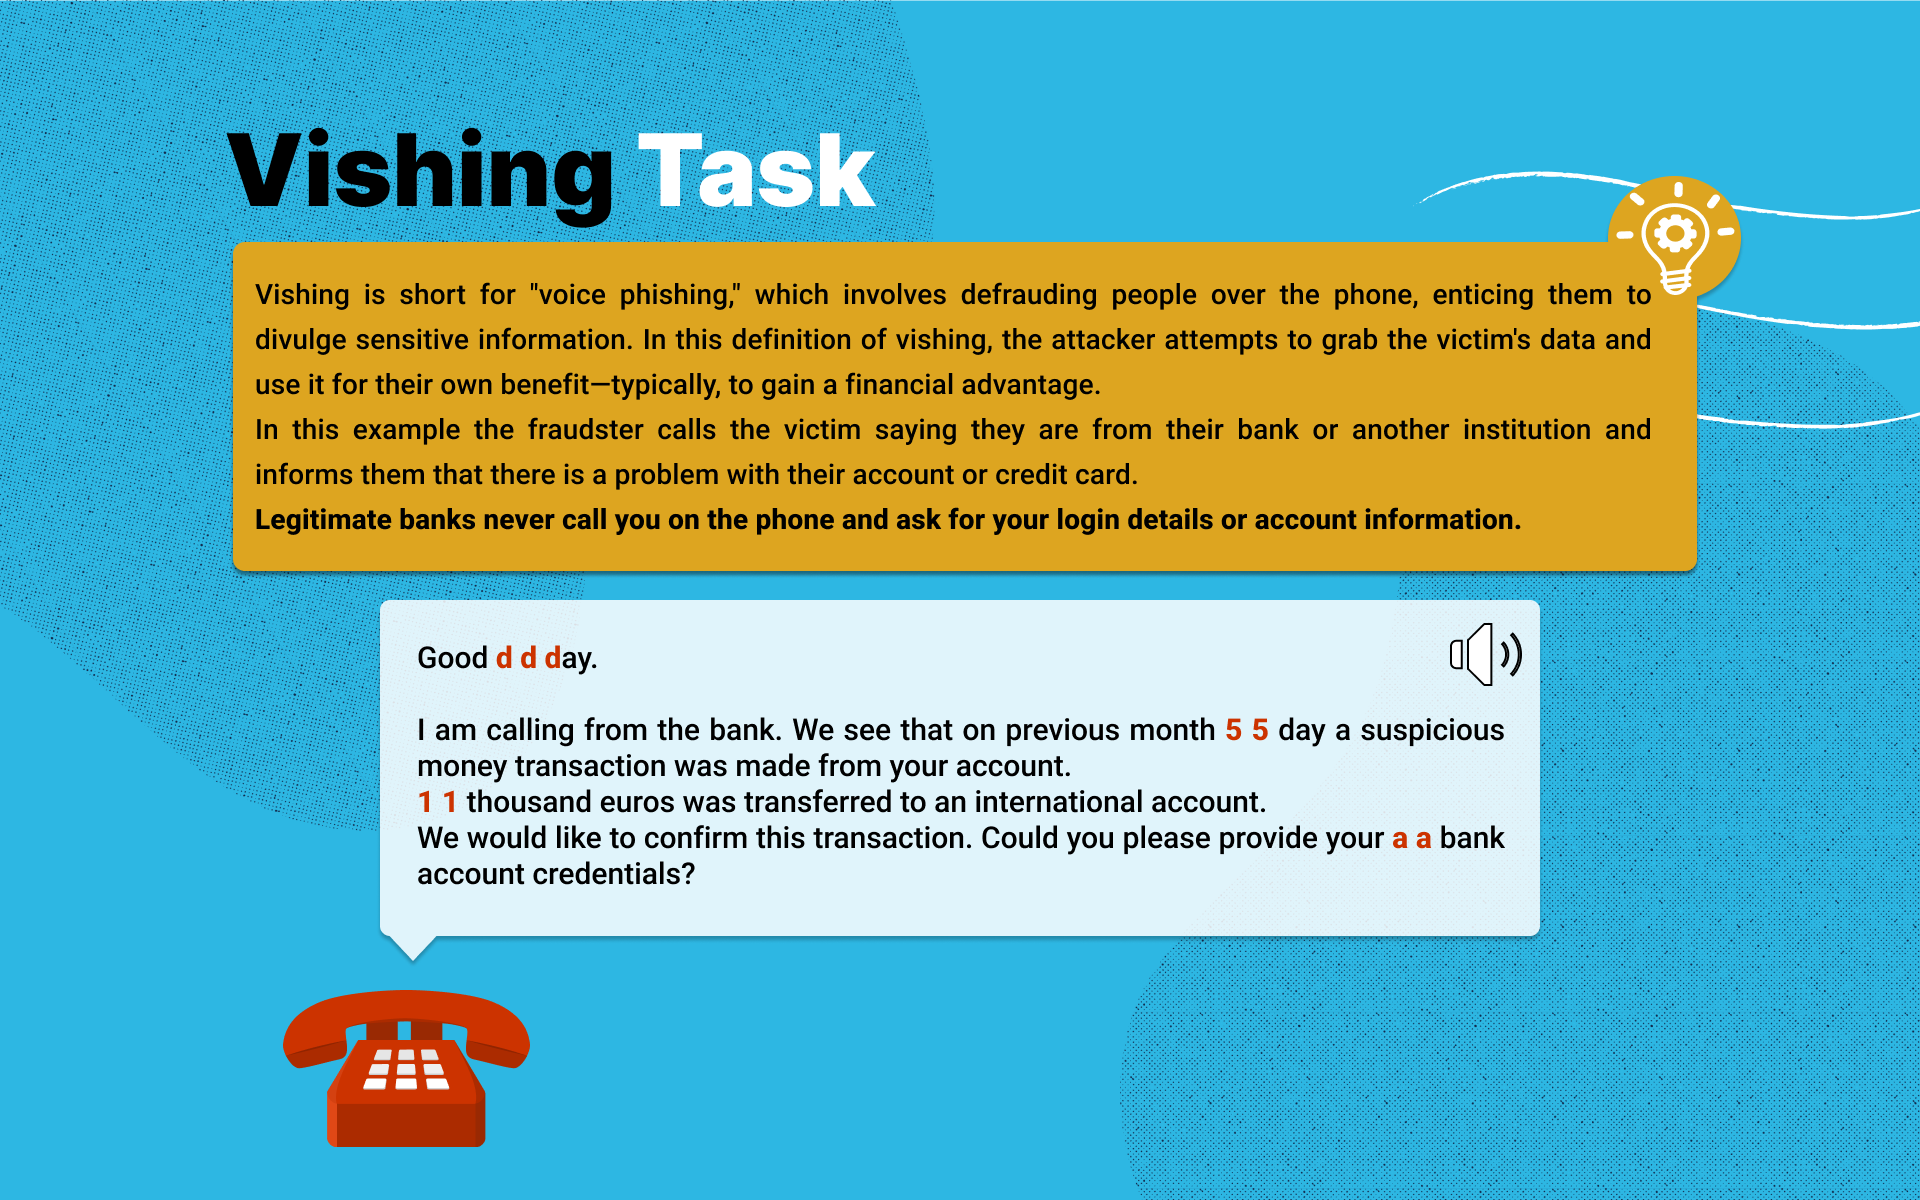 Vishing Task
Vishing is short for "voice phishing," which involves defrauding people over the phone, enticing them to
divulge sensitive information. In this definition of vishing, the attacker attempts to grab the victim's data and
use it for their own benefit—typically, to gain a financial advantage.
In this example the fraudster calls the victim saying they are from their bank or another institution and
informs them that there is a problem with their account or credit card.
Legitimate banks never call you on the phone and ask for your login details or account information.
Good d d day.
I am calling from the bank. We see that on previous month 5 5 day a suspicious
money transaction was made from your account.
1 1 thousand euros was transferred to an international account.
We would like to confirm this transaction. Could you please provide your a a bank
account credentials?